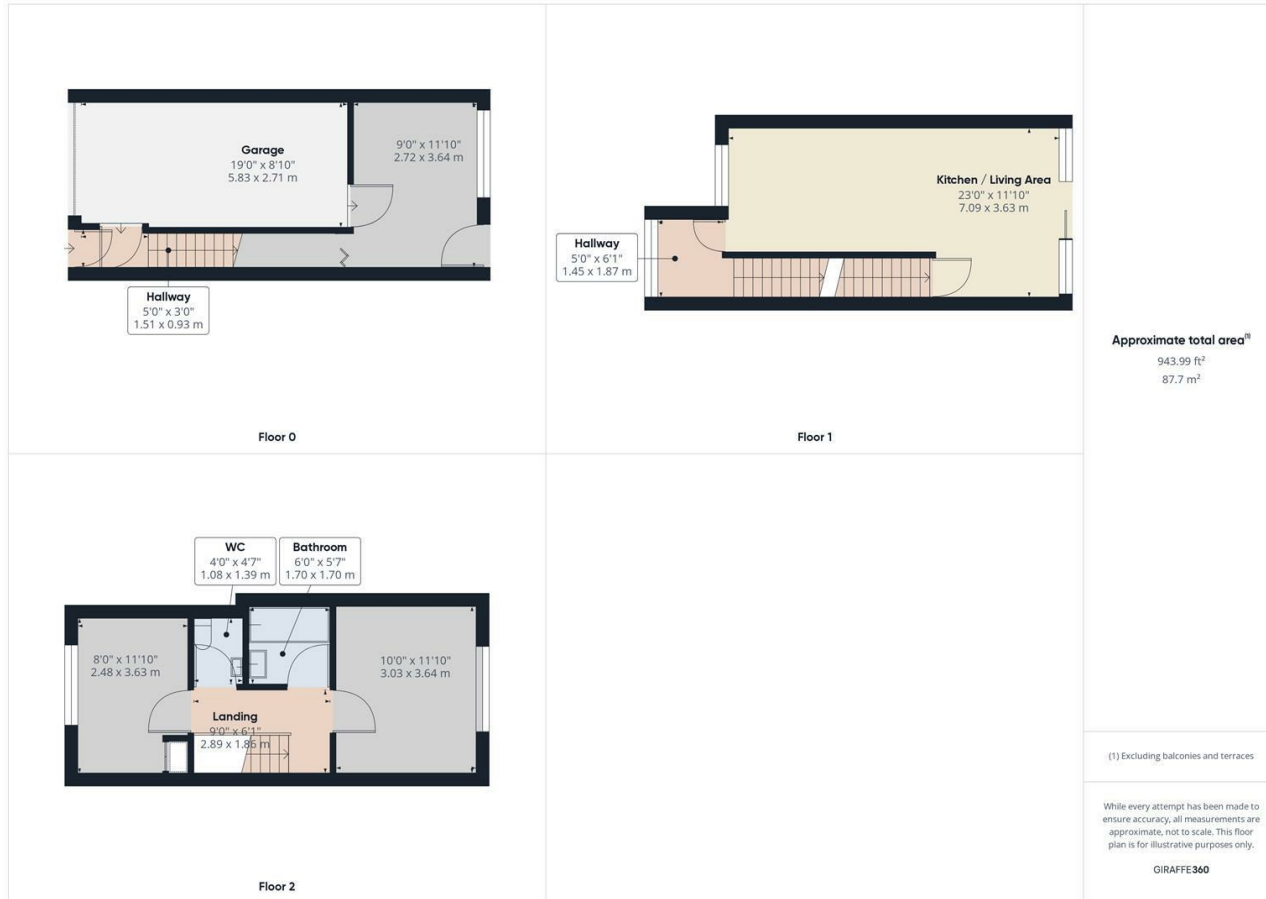 Garage
19'0" x 8'10"
5.83 x 2.71 m
9'0" x 11'10"
2.72 x 3.64 m
Hallway
5'0" x 3'0"
1.51 x 0.93 m
Floor 0
Kitchen / Living Area
23'0" x 11'10"
7.09 x 3.63 m
Hallway
5'0" x 6'1"
1.45 x 1.87 m
Floor 1
WC
4'0" x 4'7"
1.08 x 1.39 m
Bathroom
6'0" x 5'7"
1.70 x 1.70 m
8'0" x 11'10"
2.48 x 3.63 m
10'0" x 11'10"
3.03 x 3.64 m
Landing
9'0" x 6'1"
2.89 x 1.86 m
Floor 2
Approximate total area(1)
943.99 ft²
87.7 m²
(1) Excluding balconies and terraces
While every attempt has been made to
ensure accuracy, all measurements are
approximate, not to scale. This floor
plan is for illustrative purposes only.
GIRAFFE360